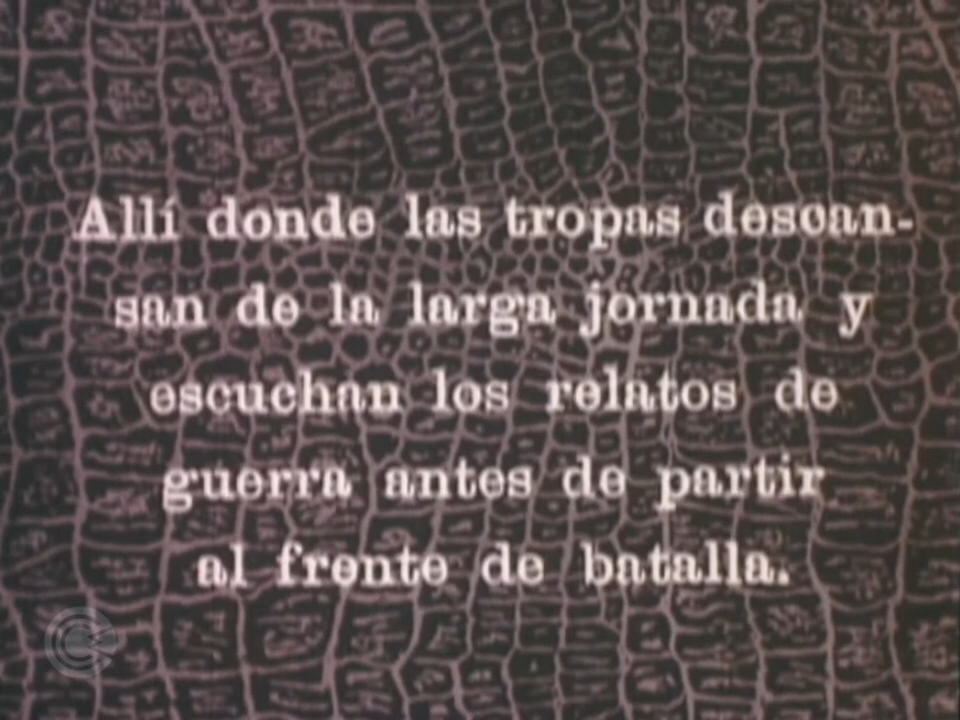 Allí donde las tropas descan-
san de la larga jornada y
escuchan los relatos de
guerra antes de partir
al frente de batalla.